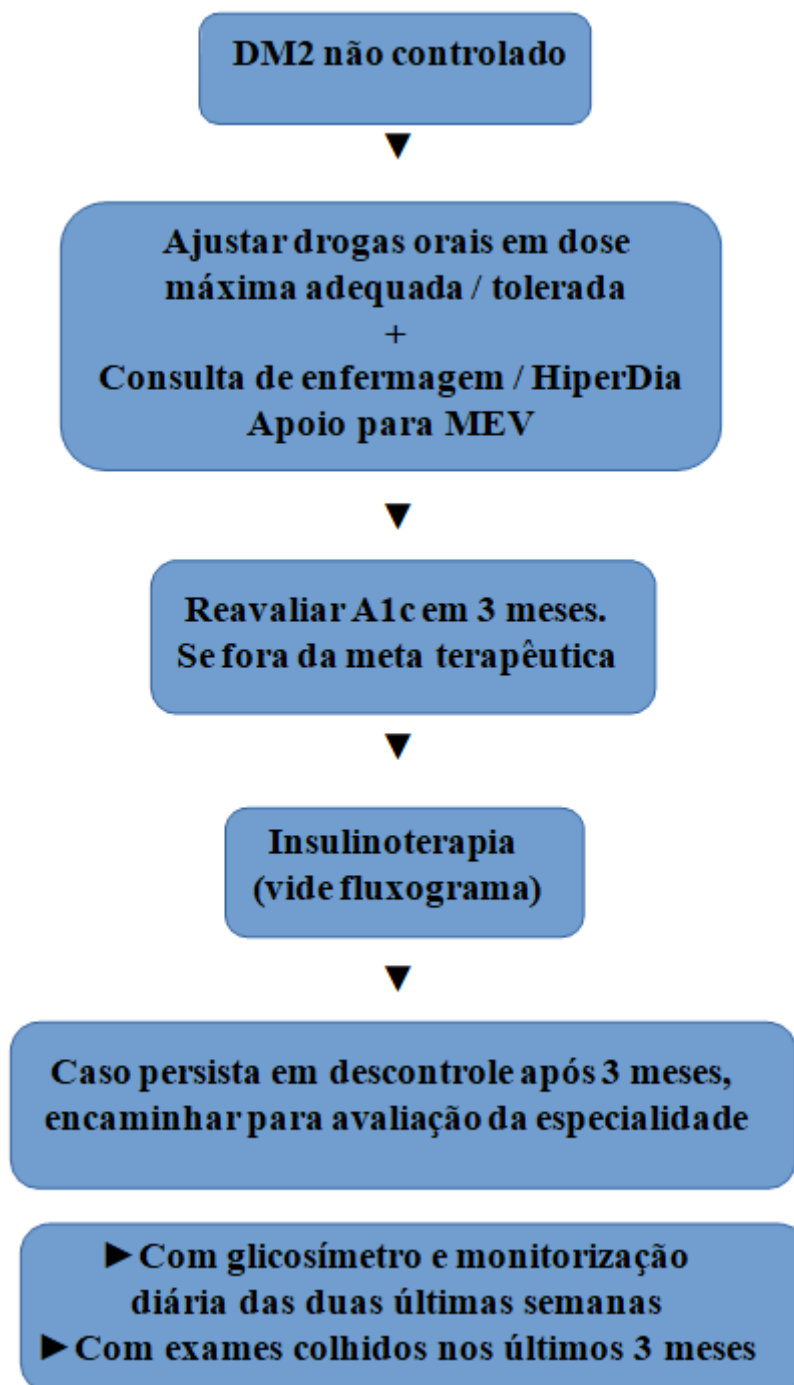 DM2 não controlado
▼
Ajustar drogas orais em dose
máxima adequada / tolerada
+
Consulta de enfermagem / HiperDia
Apoio para MEV
▼
Reavaliar A1c em 3 meses.
Se fora da meta terapêutica
▼
Insulinoterapia
(vide fluxograma)
▼
Caso persista em descontrole após 3 meses,
encaminhar para avaliação da especialidade
►Com glicosímetro e monitorização
diária das duas últimas semanas
►Com exames colhidos nos últimos 3 meses